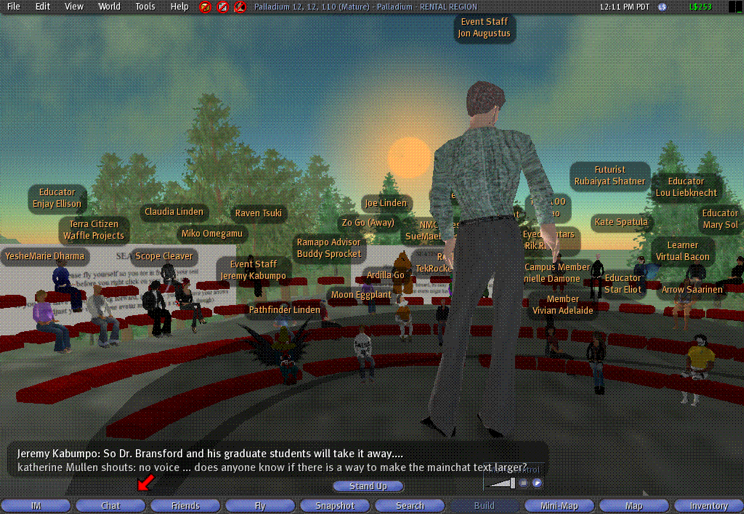 File Edit View World Tools Help Palladium 12, 12, 110 (Mature) - Palladium - RENTAL REGION 12:11 PM PDT L$253
Event Staff
Jon Augustus
Futurist
Rubaiyat Shatner
Educator
Lou Liebknecht
Educator
Enjay Ellison
Claudia Linden
Raven Tsuki
Joe Linden
Terra Citizen
Waffle Projects
Miko Omegamu
Zo Go (Away)
Kate Spatula
Educator
Mary Sol
YesheMarie Dharma
Scope Cleaver
Ramapo Advisor
Buddy Sprocket
Learner
Virtual Bacon
Event Staff
Jeremy Kabumpo
Ardilla Go
Campus Member
Danielle Damone
Educator
Star Eliot
Arrow Saarinen
Moon Eggplant
Member
Vivian Adelaide
Pathfinder Linden
Jeremy Kabumpo: So Dr. Bransford and his graduate students will take it away....
katherine Mullen shouts: no voice ... does anyone know if there is a way to make the mainchat text larger?
Stand Up
IM Chat Friends Fly Snapshot Search Build Mini-Map Map Inventory